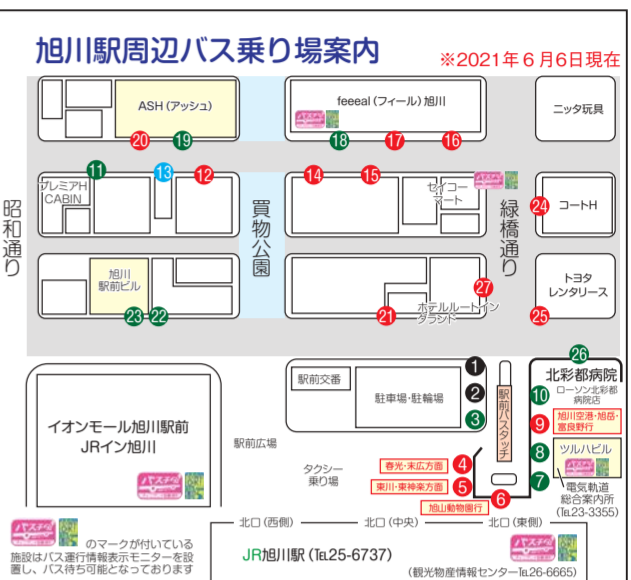 旭川駅周辺バス乗り場案内
※2021年6月6日現在
ASH(アッシュ)
feeeal(フィール)旭川
ニッタ玩具
バスタッチ
20
19
18
17
16
昭和通り
プレミアH
CABIN
11
13
12
買物公園
14
15
セイコー
マート
緑橋通り
24
コートH
旭川
駅前ビル
23
22
21
27
ホテルルートイン
グランド
トヨタ
レンタリース
25
26
イオンモール旭川駅前
JRイン旭川
駅前交番
駐車場・駐輪場
1
2
3
駅前バスタッチ
北彩都病院
10
ローソン北彩都
病院店
9
旭川空港・旭岳・
富良野行
8
ツルハビル
7
駅前広場
タクシー
乗り場
春光・末広方面
4
東川・東神楽方面
5
旭山動物園行
6
電気軌道
総合案内所
(℡23-3355)
のマークが付いている
施設はバス運行情報表示モニターを設
置し、バス待ち可能となっております
北口(西側)
北口(中央)
北口(東側)
JR旭川駅(℡25-6737)
(観光物産情報センター℡26-6665)